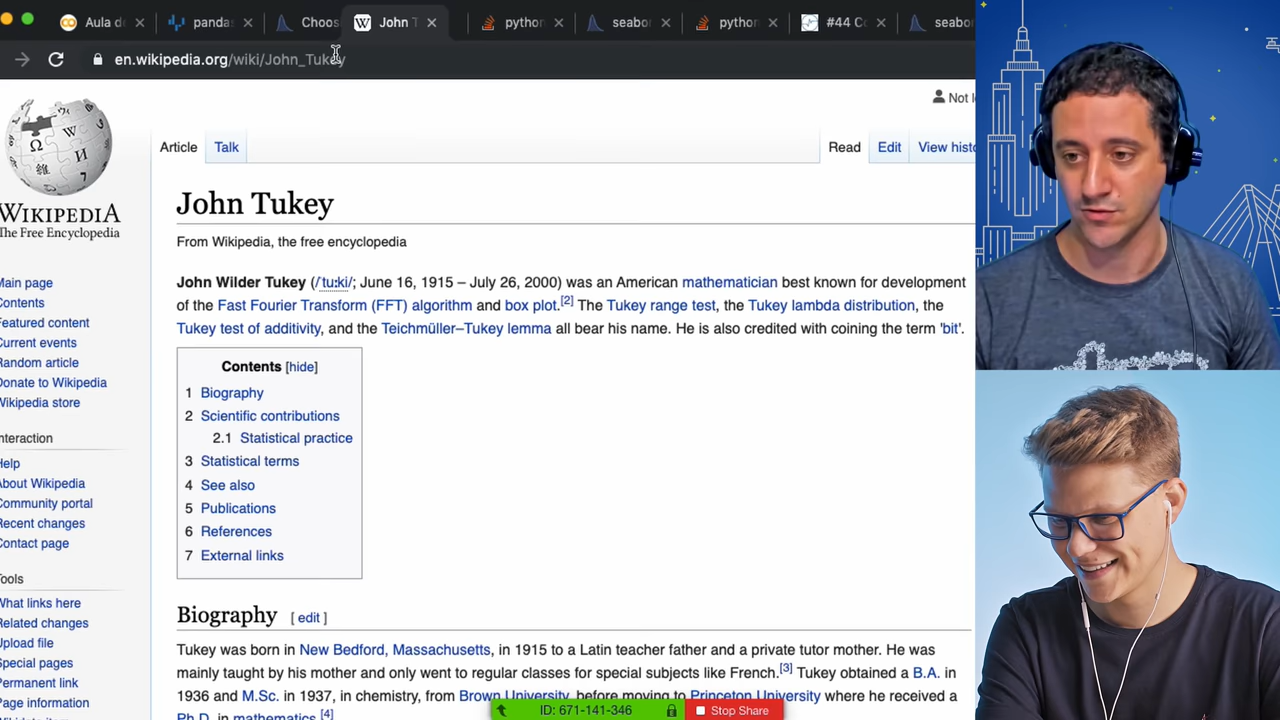 Aula d
pandas
Choos
John T
python
seabor
python
#44 C
seabor
en.wikipedia.org/wiki/John_Tukey
Not l
Article
Talk
Read
Edit
View histo
WIKIPEDIA
The Free Encyclopedia
John Tukey
From Wikipedia, the free encyclopedia
John Wilder Tukey (/ˈtuːki/; June 16, 1915 – July 26, 2000) was an American mathematician best known for development
of the Fast Fourier Transform (FFT) algorithm and box plot.[2] The Tukey range test, the Tukey lambda distribution, the
Tukey test of additivity, and the Teichmüller–Tukey lemma all bear his name. He is also credited with coining the term 'bit'.
Main page
Contents
Featured content
Current events
Random article
Donate to Wikipedia
Wikipedia store
nteraction
Help
About Wikipedia
Community portal
Recent changes
Contact page
Tools
What links here
Related changes
Upload file
Special pages
Permanent link
Page information
Contents [hide]
1 Biography
2 Scientific contributions
2.1 Statistical practice
3 Statistical terms
4 See also
5 Publications
6 References
7 External links
Biography [ edit ]
Tukey was born in New Bedford, Massachusetts, in 1915 to a Latin teacher father and a private tutor mother. He was
mainly taught by his mother and only went to regular classes for special subjects like French.[3] Tukey obtained a B.A. in
1936 and M.Sc. in 1937, in chemistry, from Brown University, before moving to Princeton University where he received a
Ph.D. in mathematics.[4]
ID: 671-141-346
Stop Share